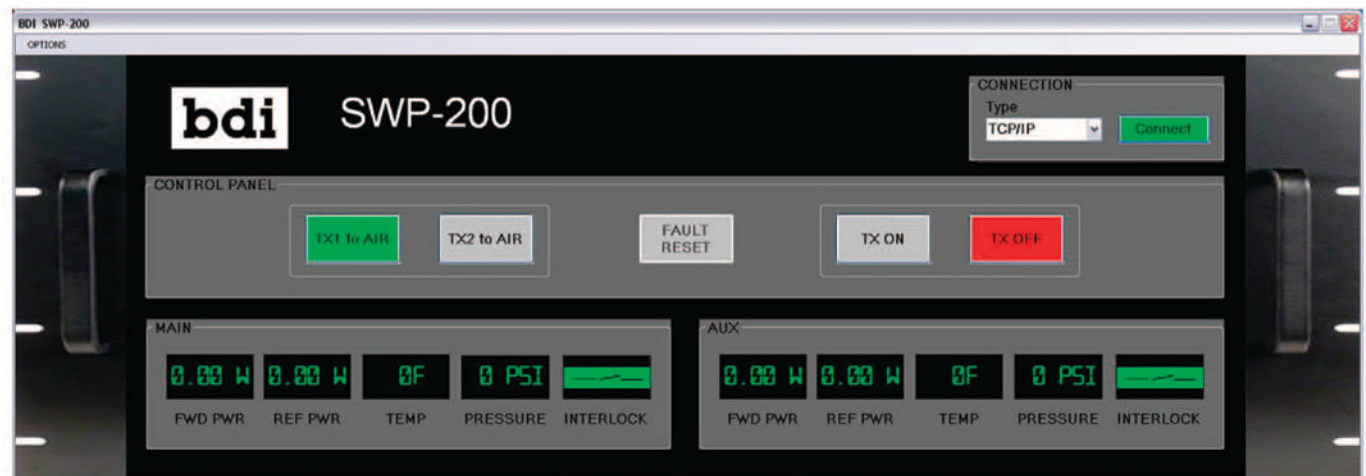 BDI SWP-200
OPTIONS
bdi
SWP-200
CONNECTION
Type
TCP/IP
Connect
CONTROL PANEL
TX1 to AIR
TX2 to AIR
FAULT
RESET
TX ON
TX OFF
MAIN
0.00 W
0.00 W
0F
0 PSI
FWD PWR
REF PWR
TEMP
PRESSURE
INTERLOCK
AUX
0.00 W
0.00 W
0F
0 PSI
FWD PWR
REF PWR
TEMP
PRESSURE
INTERLOCK